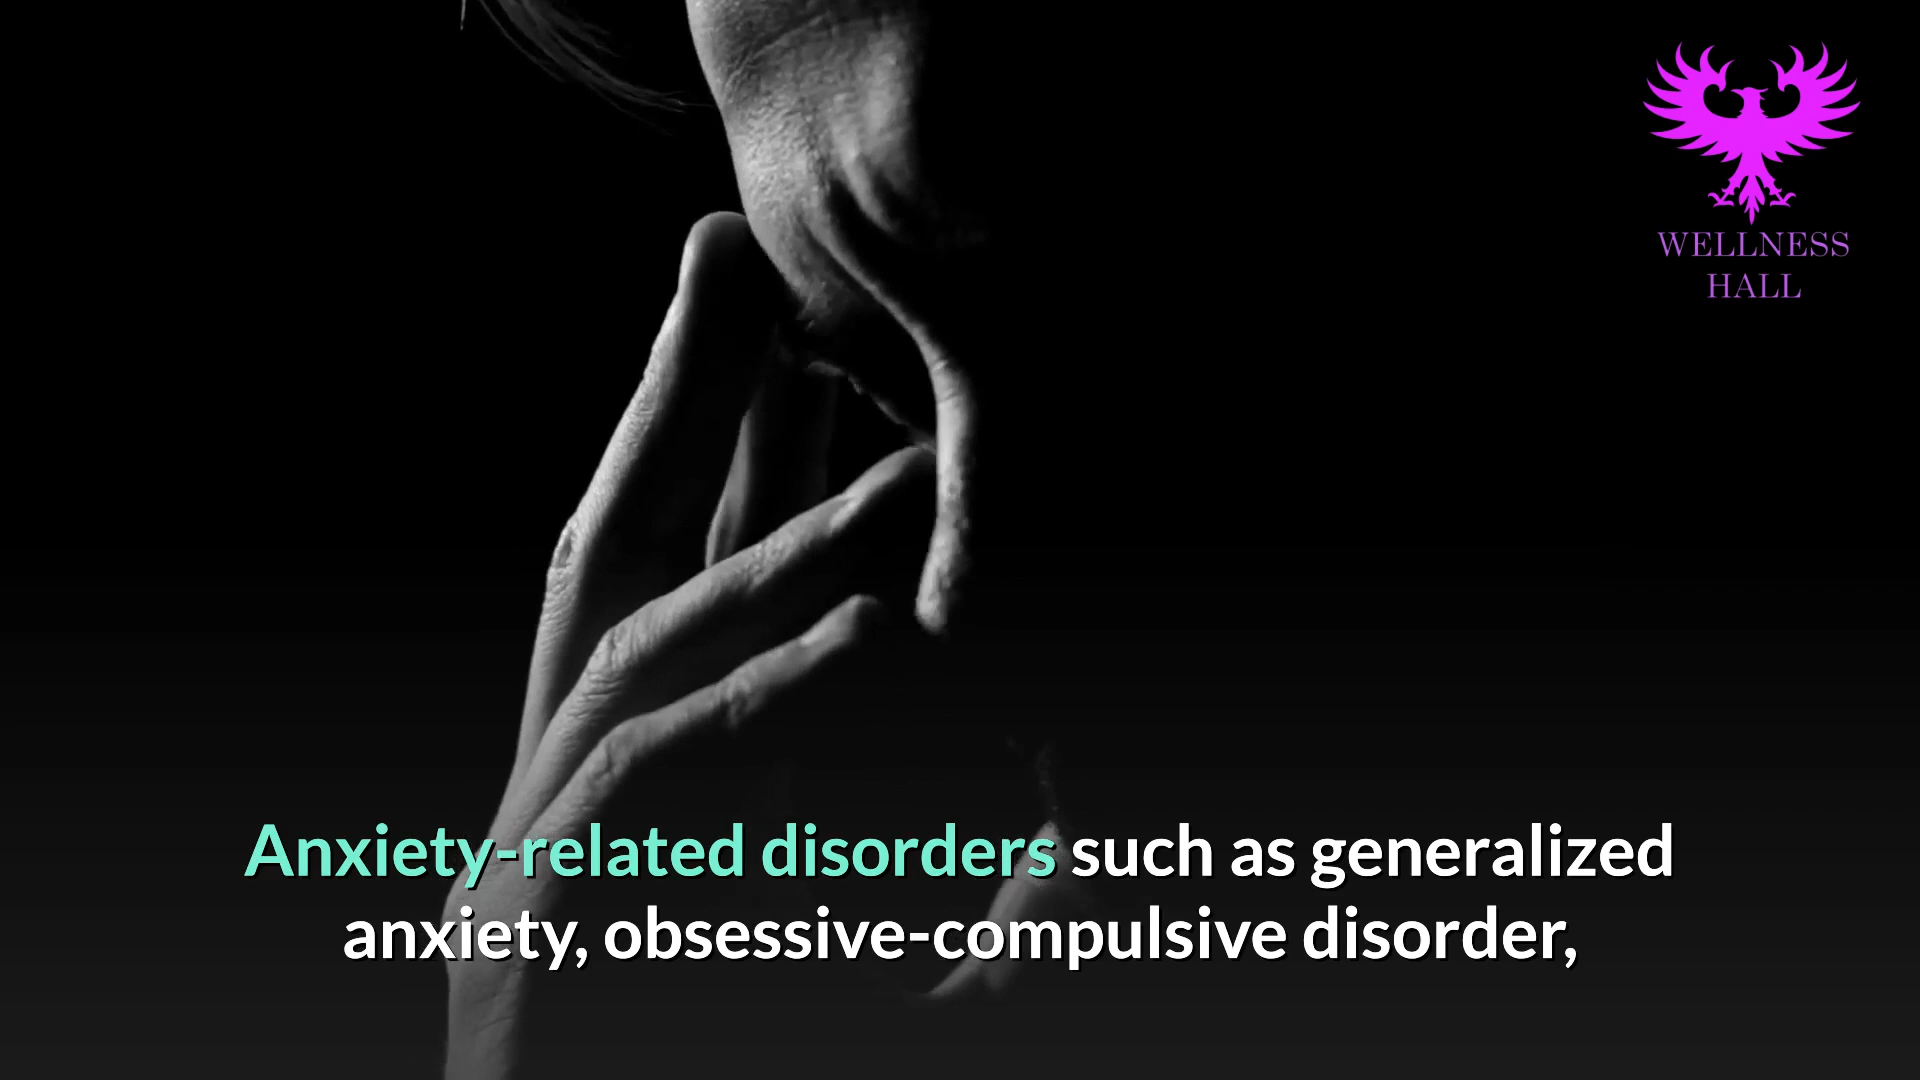 WELLNESS
HALL
Anxiety-related disorders such as generalized
anxiety, obsessive-compulsive disorder,